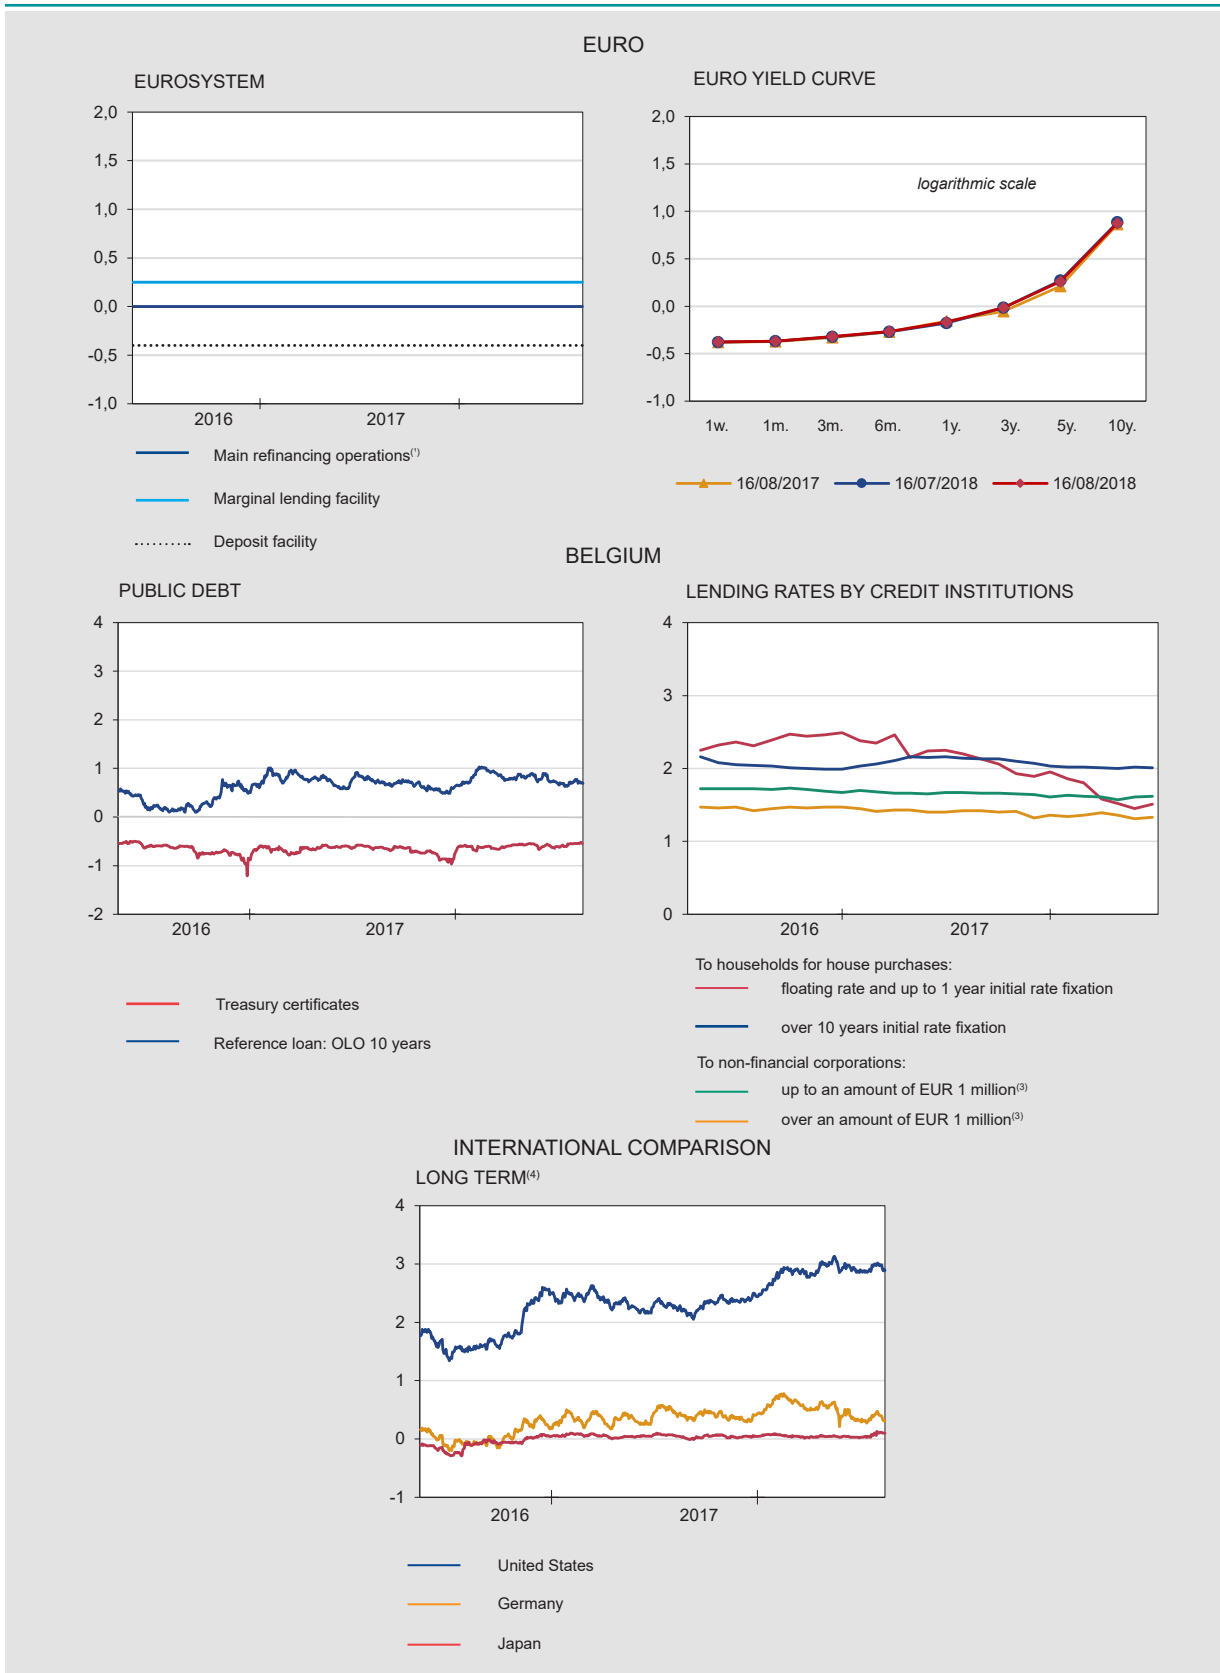 EURO
EUROSYSTEM
2,0
1,5
1,0
0,5
0,0
-0,5
-1,0
2016 2017
Main refinancing operations(1)
Marginal lending facility
Deposit facility
EURO YIELD CURVE
2,0
1,5
1,0
0,5
0,0
-0,5
-1,0
logarithmic scale
1w. 1m. 3m. 6m. 1y. 3y. 5y. 10y.
16/08/2017 16/07/2018 16/08/2018
BELGIUM
PUBLIC DEBT
4
3
2
1
0
-1
-2
2016 2017
Treasury certificates
Reference loan: OLO 10 years
LENDING RATES BY CREDIT INSTITUTIONS
4
3
2
1
0
2016 2017
To households for house purchases:
floating rate and up to 1 year initial rate fixation
over 10 years initial rate fixation
To non-financial corporations:
up to an amount of EUR 1 million(3)
over an amount of EUR 1 million(3)
INTERNATIONAL COMPARISON
LONG TERM(4)
4
3
2
1
0
-1
2016 2017
United States
Germany
Japan